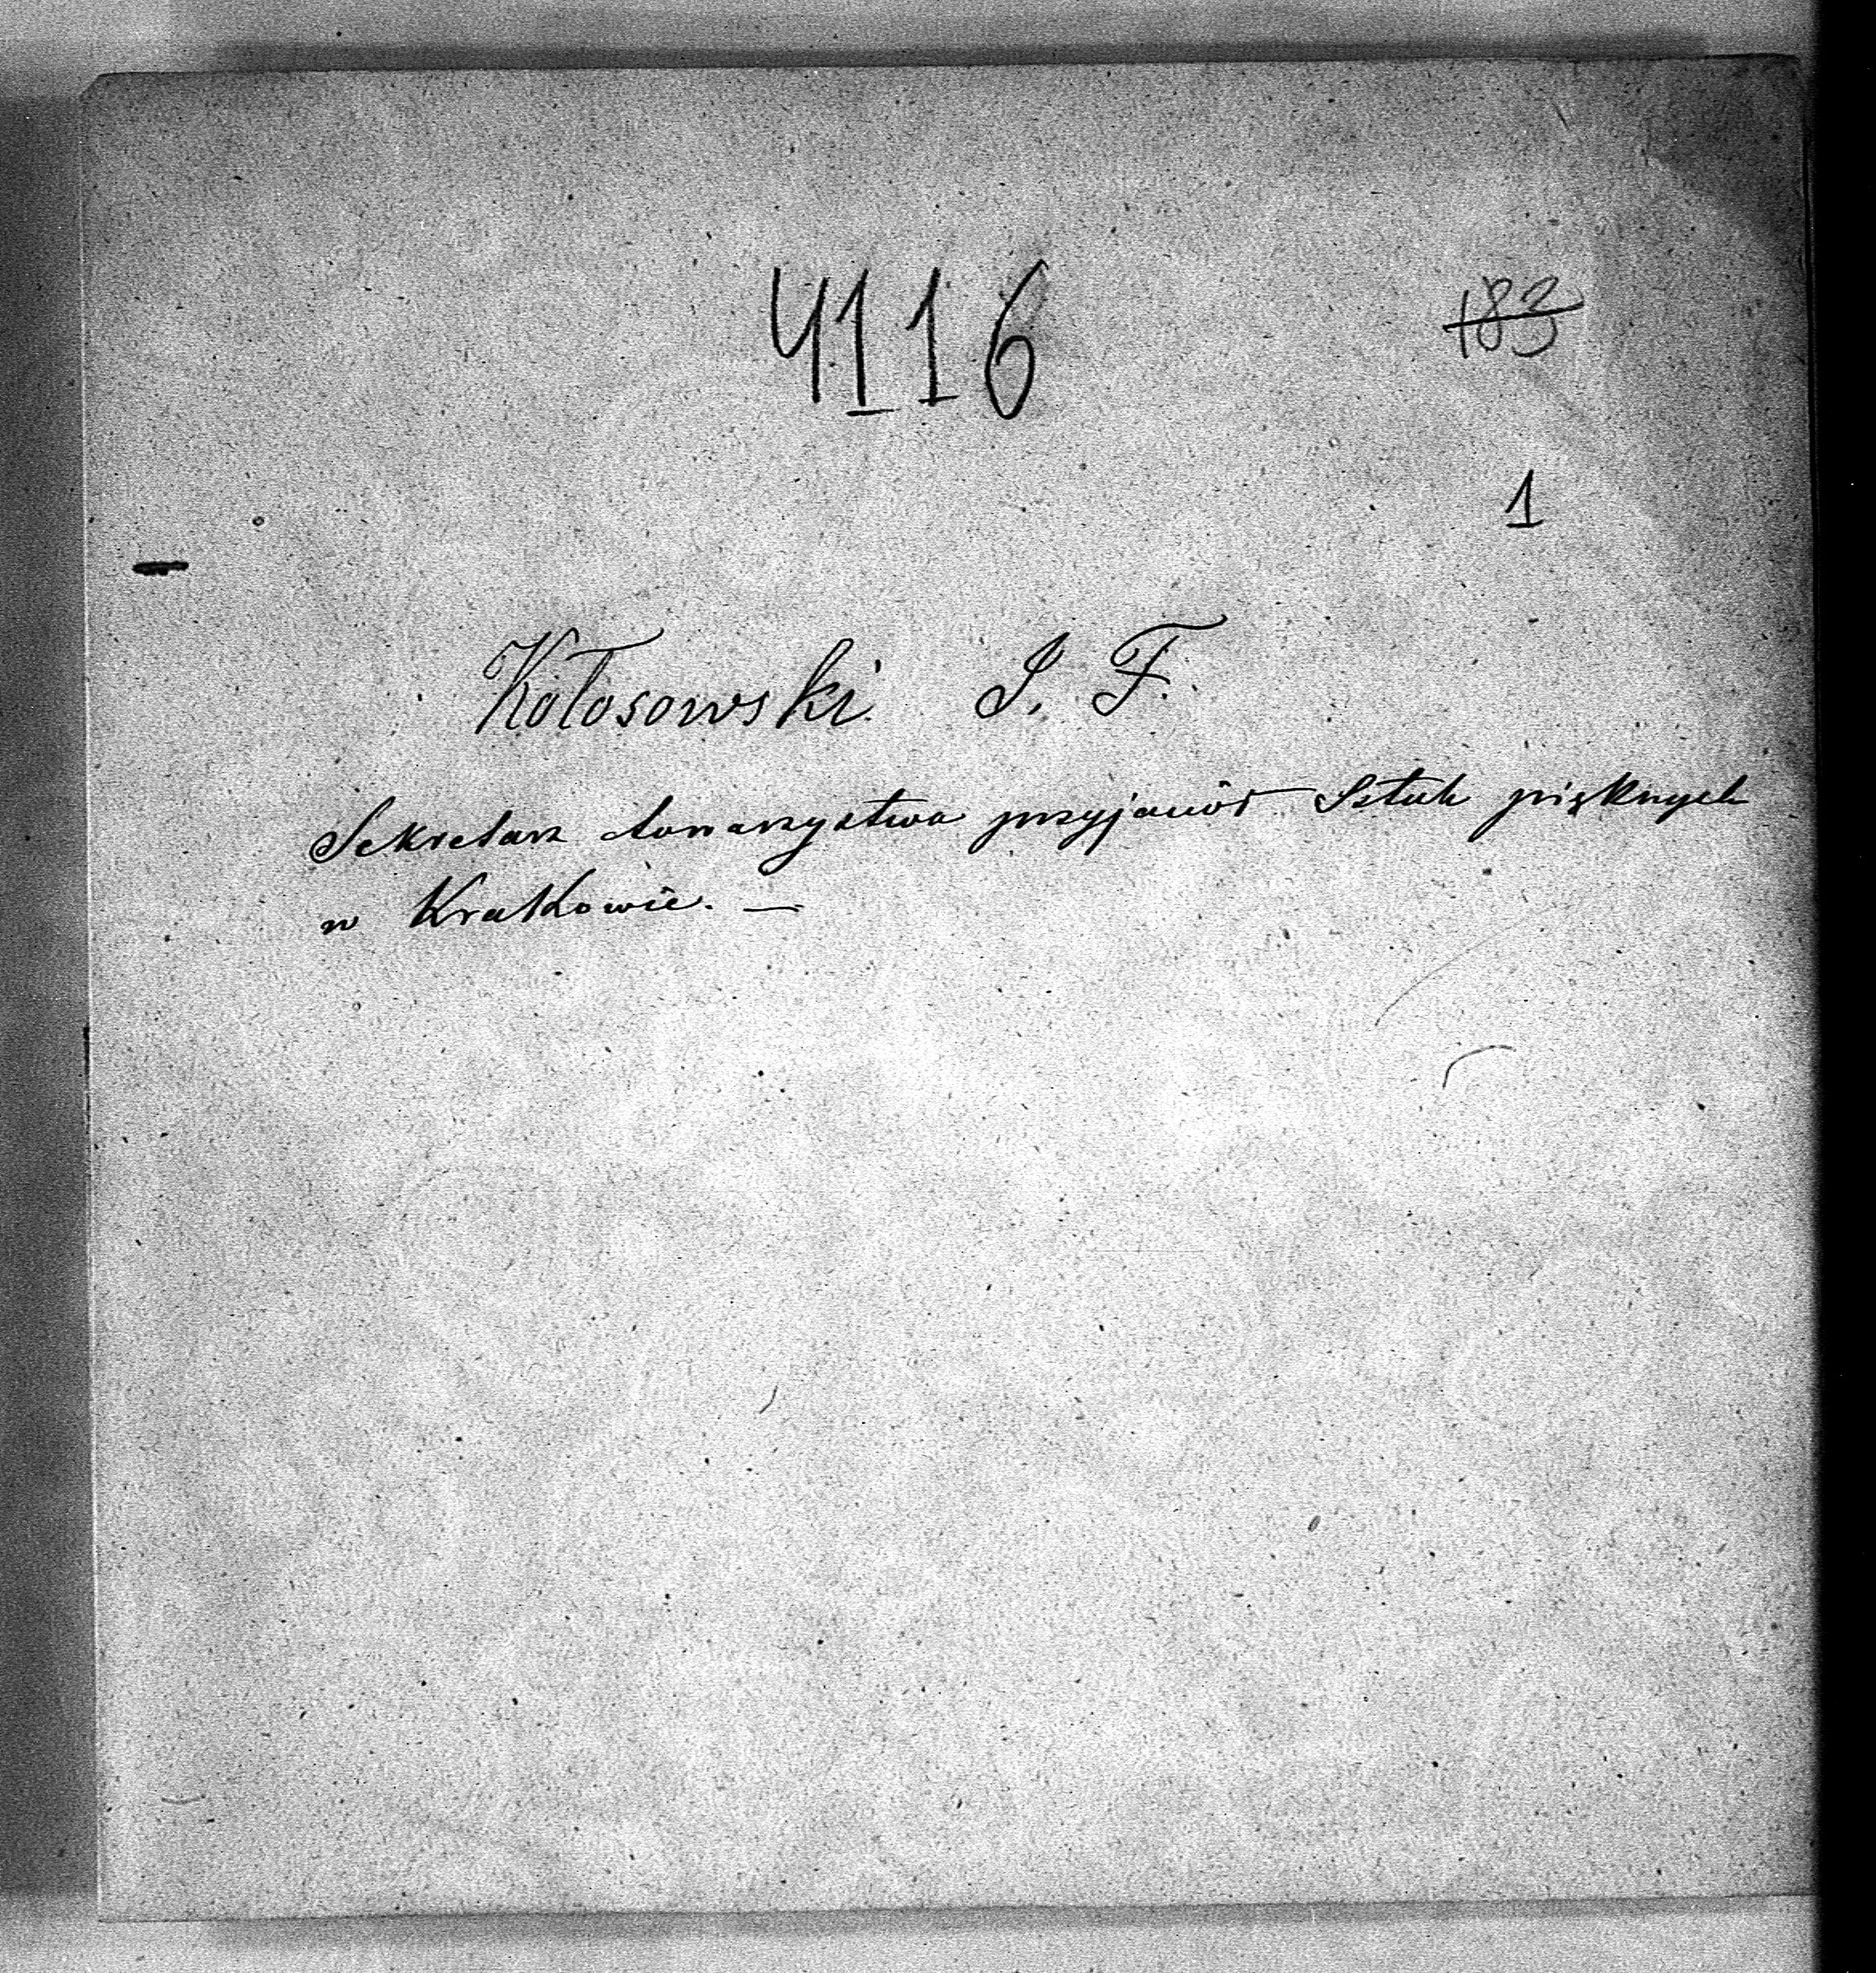 4116
183
1
Kołosowski J. F.
Sekretarz towarzystwa przyjaciół Sztuk pięknych
w Krakowie. —